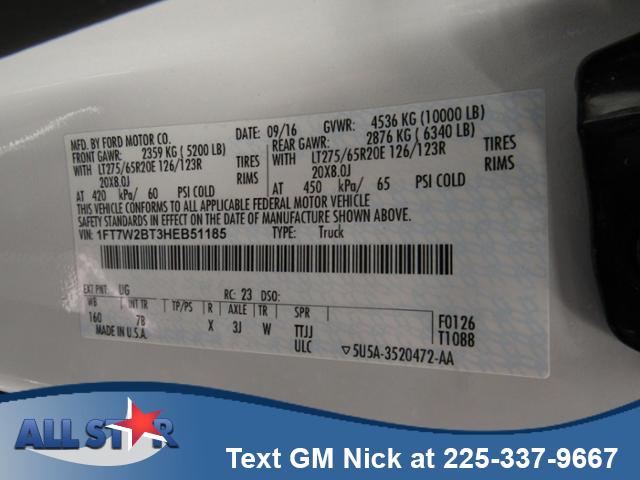 MFD. BY FORD MOTOR CO. DATE: 09/16 GVWR: 4536 KG (10000 LB)
FRONT GAWR: 2359 KG (5200 LB) REAR GAWR: 2876 KG (6340 LB)
WITH LT275/65R20E 126/123R TIRES WITH LT275/65R20E 126/123R TIRES
20X8.0J RIMS 20X8.0J RIMS
AT 420 kPa/ 60 PSI COLD AT 450 kPa/ 65 PSI COLD
THIS VEHICLE CONFORMS TO ALL APPLICABLE FEDERAL MOTOR VEHICLE
SAFETY STANDARDS IN EFFECT ON THE DATE OF MANUFACTURE SHOWN ABOVE.
VIN: 1FT7W2BT3HEB51185 TYPE: Truck
EXT PNT: UG RC: 23 DSO:
WB INT TR TP/PS R AXLE TR SPR
160 7B X 3J W TTJJ F0126
MADE IN U.S.A. ULC T1088
5U5A-3520472-AA
ALL STAR
Text GM Nick at 225-337-9667